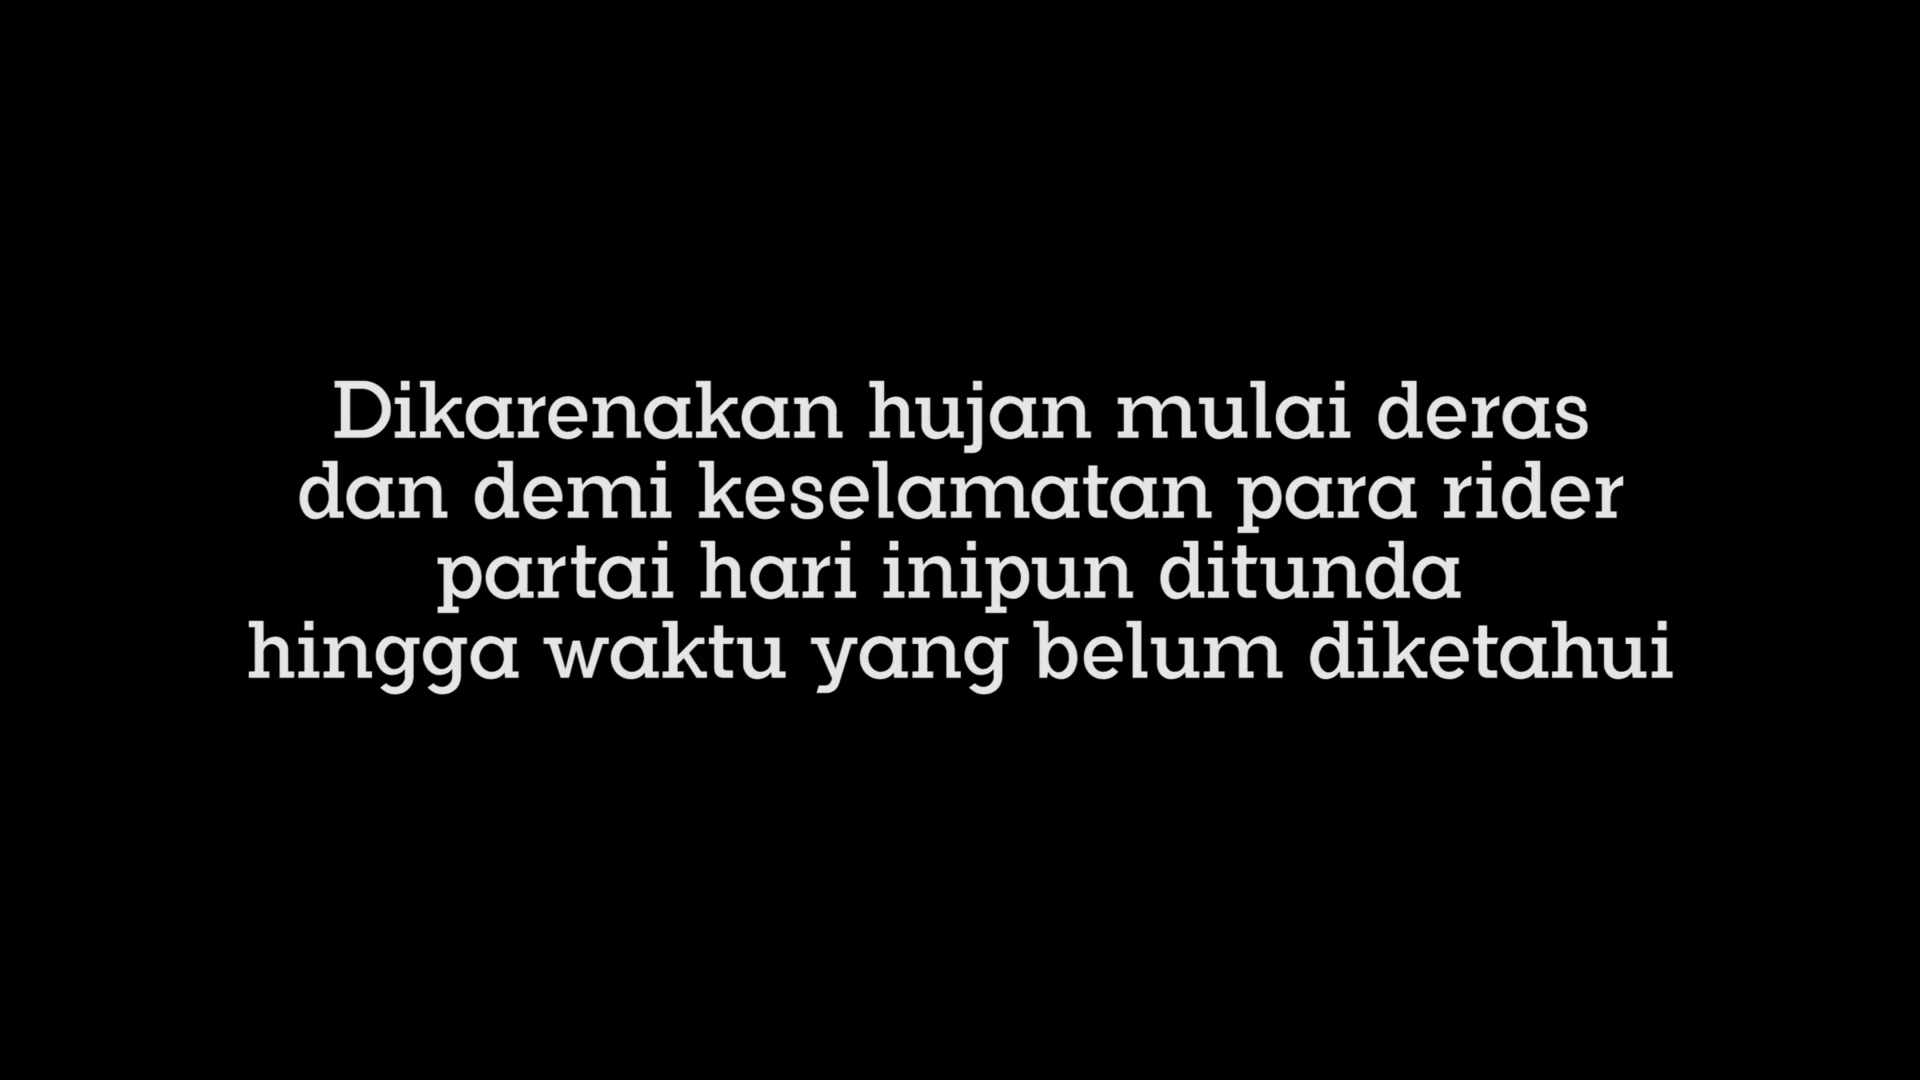 Dikarenakan hujan mulai deras
dan demi keselamatan para rider
partai hari inipun ditunda
hingga waktu yang belum diketahui